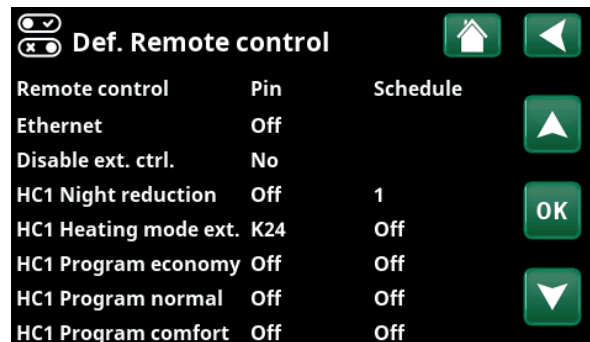 Def. Remote control
Remote control Pin Schedule
Ethernet Off
Disable ext. ctrl. No
HC1 Night reduction Off 1
OK
HC1 Heating mode ext. K24 Off
HC1 Program economy Off Off
HC1 Program normal Off Off
HC1 Program comfort Off Off